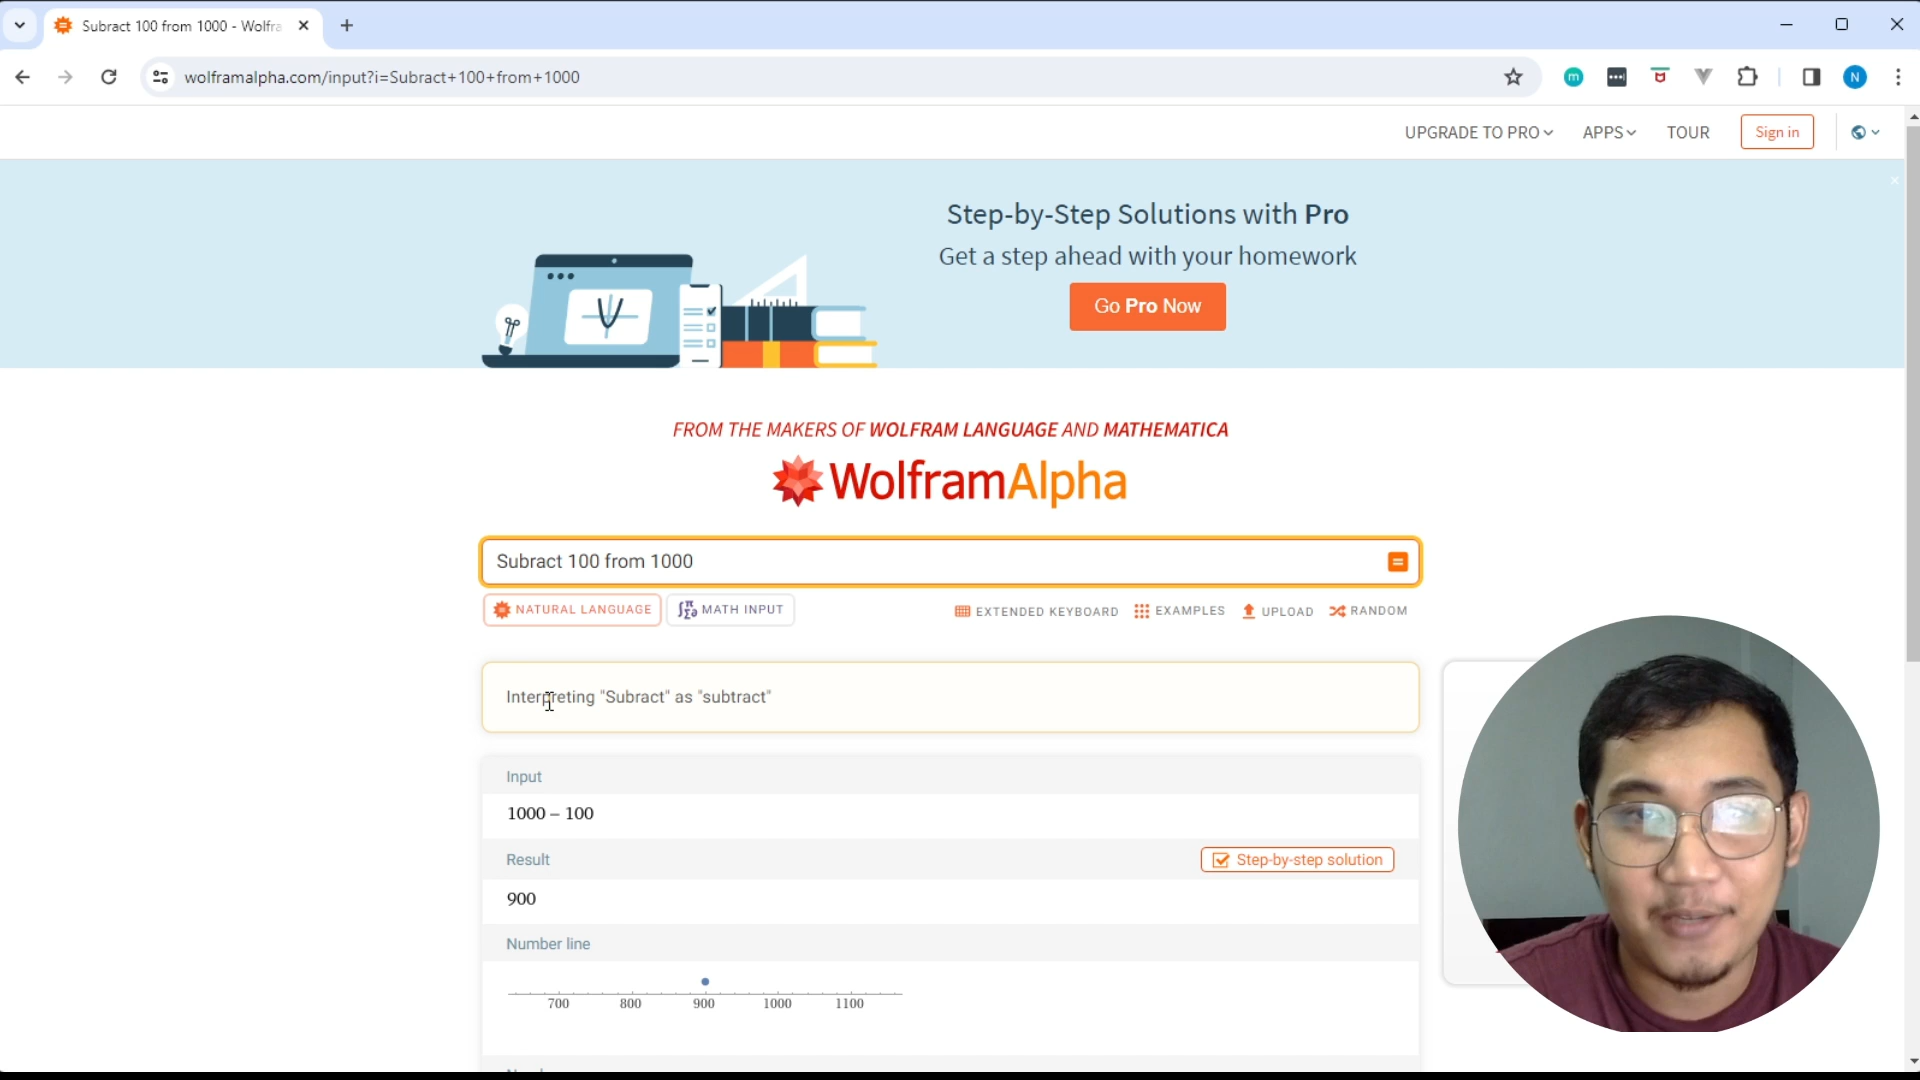 Subract 100 from 1000 - Wolfra
wolframalpha.com/input?i=Subract+100+from+1000
m
N
UPGRADE TO PRO
APPS
TOUR
Sign in
Step-by-Step Solutions with Pro
Get a step ahead with your homework
Go Pro Now
FROM THE MAKERS OF WOLFRAM LANGUAGE AND MATHEMATICA
WolframAlpha
Subract 100 from 1000
NATURAL LANGUAGE
MATH INPUT
EXTENDED KEYBOARD
EXAMPLES
UPLOAD
RANDOM
Interpreting "Subract" as "subtract"
Input
1000 – 100
Result
Step-by-step solution
900
Number line
700 800 900 1000 1100